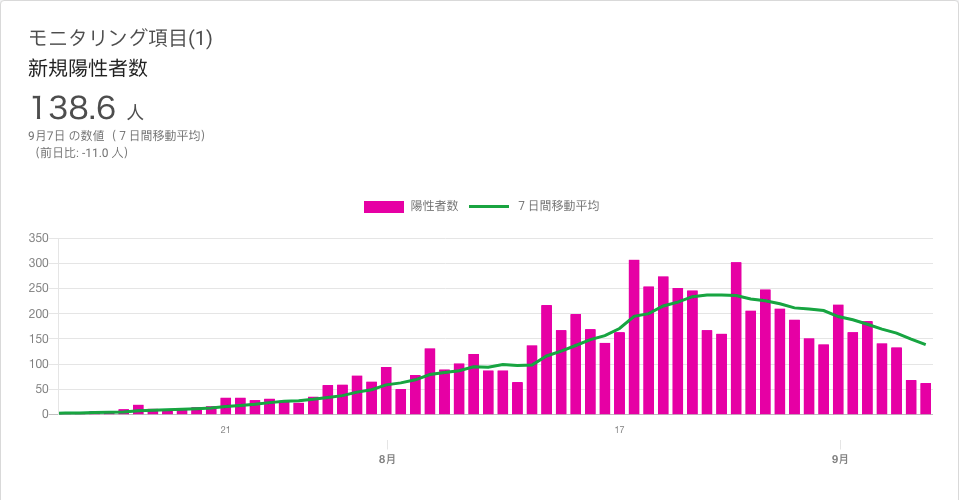 モニタリング項目(1)
新規陽性者数
138.6 人
9月7日 の数値（７日間移動平均）
（前日比: -11.0 人）
陽性者数 ７日間移動平均
350
300
250
200
150
100
50
0
21 17
8月 9月